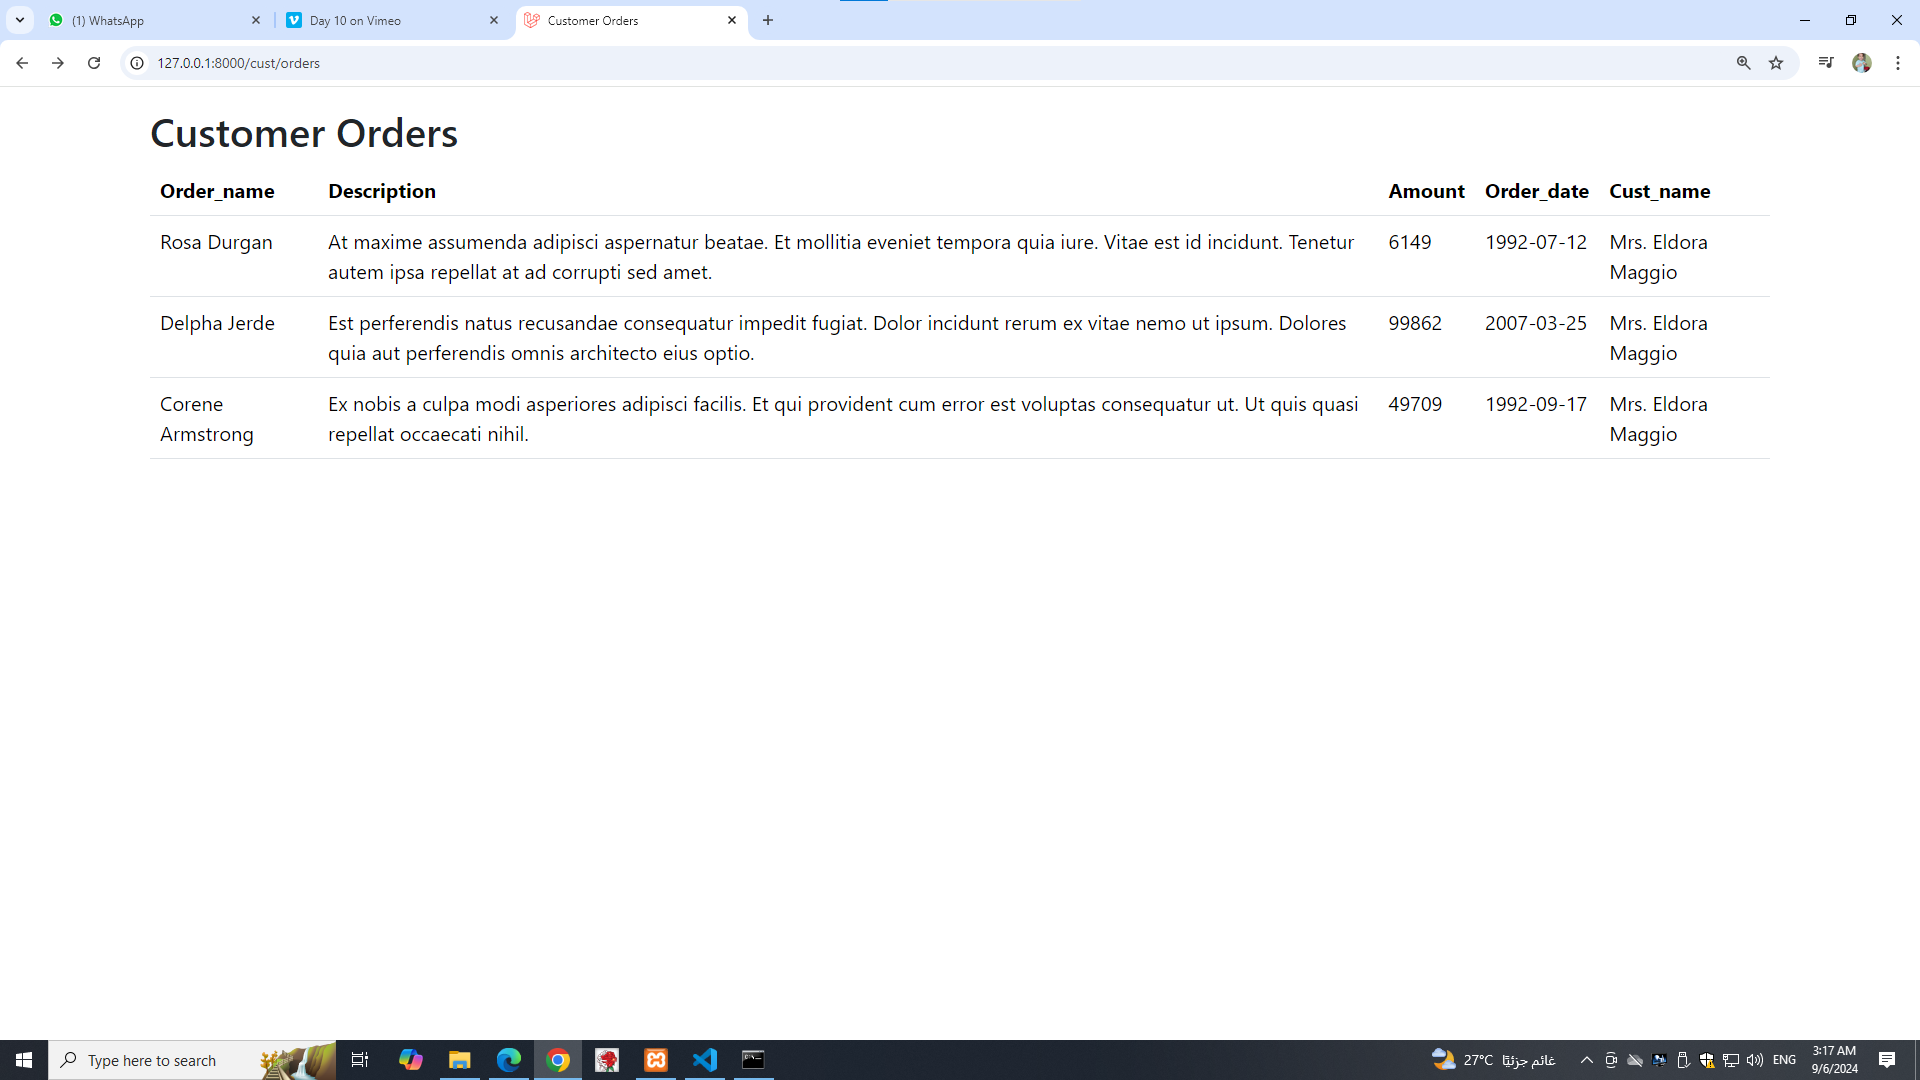 (1) WhatsApp
Day 10 on Vimeo
Customer Orders
127.0.0.1:8000/cust/orders
Customer Orders
Order_name Description Amount Order_date Cust_name
Rosa Durgan At maxime assumenda adipisci aspernatur beatae. Et mollitia eveniet tempora quia iure. Vitae est id incidunt. Tenetur 6149 1992-07-12 Mrs. Eldora
autem ipsa repellat at ad corrupti sed amet. Maggio
Delpha Jerde Est perferendis natus recusandae consequatur impedit fugiat. Dolor incidunt rerum ex vitae nemo ut ipsum. Dolores 99862 2007-03-25 Mrs. Eldora
quia aut perferendis omnis architecto eius optio. Maggio
Corene Ex nobis a culpa modi asperiores adipisci facilis. Et qui provident cum error est voluptas consequatur ut. Ut quis quasi 49709 1992-09-17 Mrs. Eldora
Armstrong repellat occaecati nihil. Maggio
Type here to search
27°C غائم جزئيًا
ENG
3:17 AM
9/6/2024